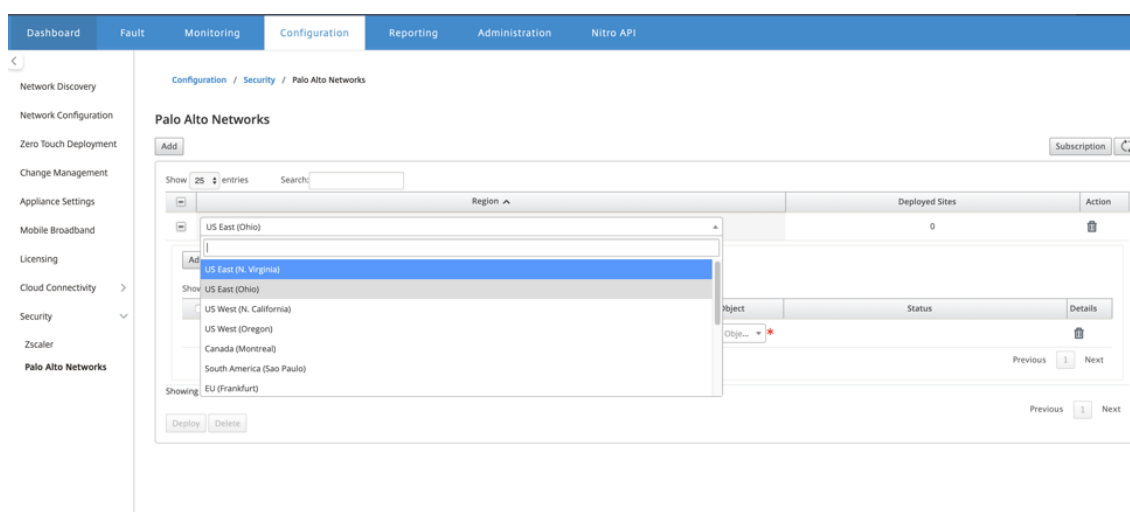 Dashboard Fault Monitoring Configuration Reporting Administration Nitro API
Network Discovery
Network Configuration
Zero Touch Deployment
Change Management
Appliance Settings
Mobile Broadband
Licensing
Cloud Connectivity
Security
Zscaler
Palo Alto Networks
Configuration / Security / Palo Alto Networks
Palo Alto Networks
Add Subscription
Show 25 entries Search:
Region Deployed Sites Action
US East (Ohio) 0
Ad
US East (N. Virginia)
Show US East (Ohio)
US West (N. California)
Object Status Details
US West (Oregon)
Obje... *
Canada (Montreal)
Previous 1 Next
South America (Sao Paulo)
EU (Frankfurt)
Showing
Previous 1 Next
Deploy Delete